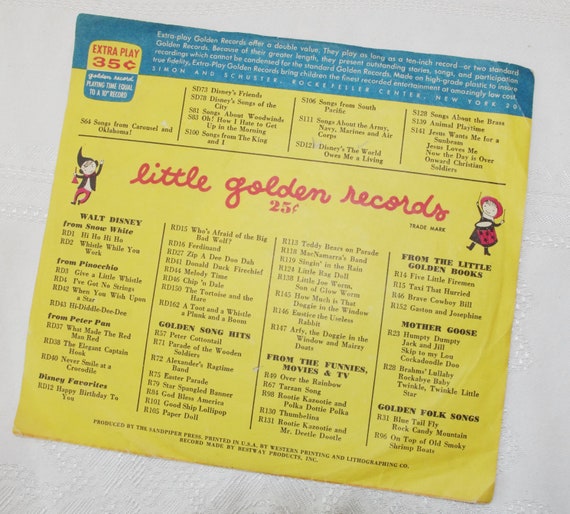 EXTRA PLAY
35¢
golden record
PLAYING TIME EQUAL
TO A 10" RECORD
Extra-play Golden Records offer a double value. They play as long as a ten-inch record—or two standard
Golden Records. Because of their greater length, they present outstanding stories, songs, and participation
recordings which cannot be condensed for the standard Golden Records. Made on high-grade plastic to insure
true fidelity, Extra-Play Golden Records bring children the finest recorded entertainment at amazingly low cost.
SIMON AND SCHUSTER, ROCKEFELLER CENTER, NEW YORK 20
S66 Songs from Carousel and
Oklahoma!
SD73 Disney's Friends
SD78 Disney's Songs of the
City
S81 Songs About Woodwinds
S83 Oh! How I Hate to Get
Up in the Morning
S100 Songs from The King
and I
S106 Songs from South
Pacific
S111 Songs About the Army,
Navy, Marines and Air
Corps
SD121 Disney's The World
Owes Me a Living
S128 Songs About the Brass
S139 Animal Playtime
S141 Jesus Wants Me for a
Sunbeam
Jesus Loves Me
Now the Day is Over
Onward Christian
Soldiers
little golden records
25¢
TRADE MARK
WALT DISNEY
from Snow White
RD1 Hi Ho Hi Ho
RD2 Whistle While You
Work
from Pinocchio
RD3 Give a Little Whistle
RD4 I've Got No Strings
RD42 When You Wish Upon
a Star
RD43 Hi-Diddle-Dee-Dee
from Peter Pan
RD37 What Made The Red
Man Red
RD38 The Elegant Captain
Hook
RD40 Never Smile at a
Crocodile
Disney Favorites
RD12 Happy Birthday To
You
RD15 Who's Afraid of the Big
Bad Wolf?
RD16 Ferdinand
RD27 Zip A Dee Doo Dah
RD41 Donald Duck Firechief
RD44 Melody Time
RD46 Chip 'n Dale
RD150 The Tortoise and the
Hare
RD162 A Toot and a Whistle
a Plunk and a Boom
GOLDEN SONG HITS
R57 Peter Cottontail
R71 Parade of the Wooden
Soldiers
R72 Alexander's Ragtime
Band
R75 Easter Parade
R79 Star Spangled Banner
R84 God Bless America
R101 Good Ship Lollipop
R105 Paper Doll
R113 Teddy Bears on Parade
R118 MacNamara's Band
R119 Singin' in the Rain
R124 Little Rag Doll
R138 Little Joe Worm,
Son of Glow Worm
R145 How Much is That
Doggie in the Window
R146 Eustice the Useless
Rabbit
R147 Arfy, the Doggie in the
Window and Mairzy
Doats
FROM THE FUNNIES,
MOVIES & TV
R49 Over the Rainbow
R67 Tarzan Song
R98 Rootie Kazootie and
Polka Dottie Polka
R130 Thumbelina
R131 Rootie Kazootie and
Mr. Deetle Dootle
FROM THE LITTLE
GOLDEN BOOKS
R14 Five Little Firemen
R15 Taxi That Hurried
R46 Brave Cowboy Bill
R152 Gaston and Josephine
MOTHER GOOSE
R23 Humpty Dumpty
Jack and Jill
Skip to my Lou
Cockadoodle Doo
R28 Brahms' Lullaby
Rockabye Baby
Twinkle, Twinkle Little
Star
GOLDEN FOLK SONGS
R31 Blue Tail Fly
Rock Candy Mountain
R96 On Top of Old Smoky
Shrimp Boats
PRODUCED BY THE SANDPIPER PRESS, PRINTED IN U.S.A. BY WESTERN PRINTING AND LITHOGRAPHING CO.
RECORD MADE BY BESTWAY PRODUCTS, INC.